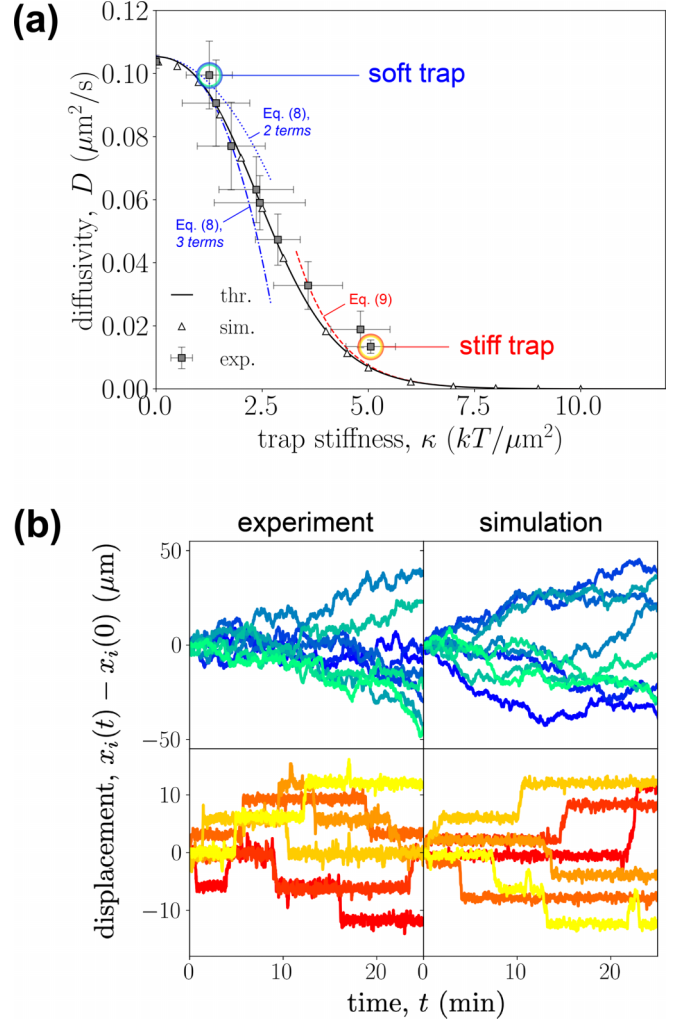 (a)
diffusivity, D (μm²/s)
0.12
0.10
0.08
0.06
0.04
0.02
0.00
soft trap
Eq. (8),
2 terms
Eq. (8),
3 terms
Eq. (9)
stiff trap
thr.
sim.
exp.
0.0 2.5 5.0 7.5 10.0
trap stiffness, κ (kT/μm²)
(b)
experiment simulation
displacement, xᵢ(t) − xᵢ(0) (μm)
50
0
−50
10
0
−10
0 10 20 0 10 20
time, t (min)